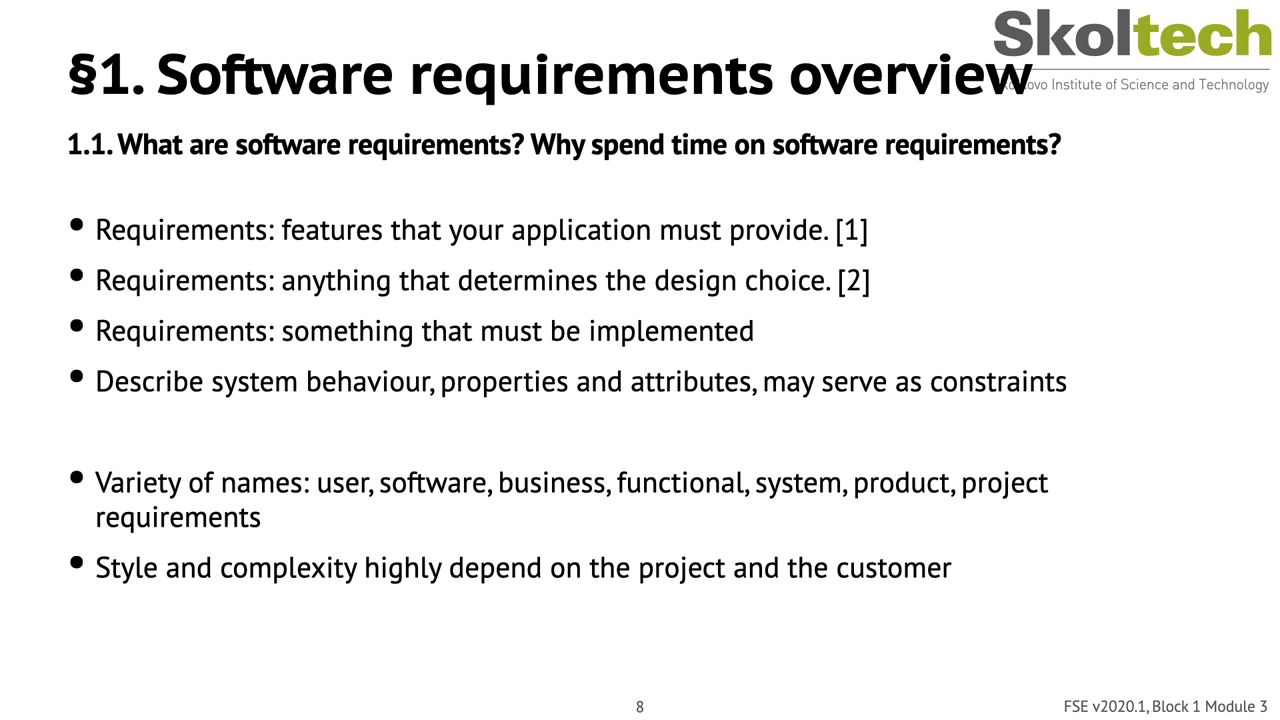 Skoltech
§1. Software requirements overview
Institute of Science and Technology
1.1. What are software requirements? Why spend time on software requirements?
• Requirements: features that your application must provide. [1]
• Requirements: anything that determines the design choice. [2]
• Requirements: something that must be implemented
• Describe system behaviour, properties and attributes, may serve as constraints
• Variety of names: user, software, business, functional, system, product, project
requirements
• Style and complexity highly depend on the project and the customer
8
FSE v2020.1, Block 1 Module 3